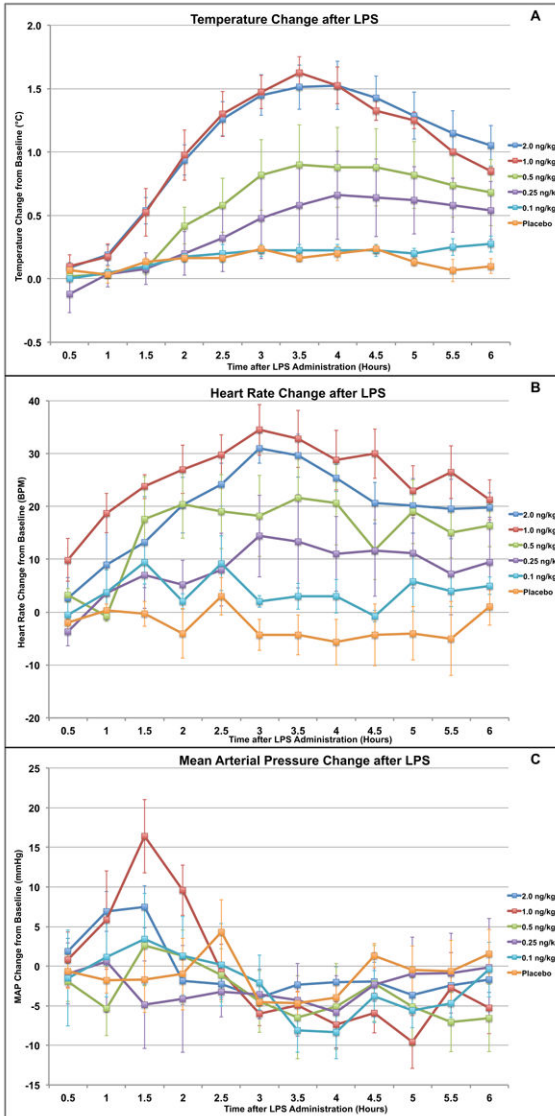 Temperature Change after LPS
A
Temperature Change from Baseline (°C)
2.0
1.5
1.0
0.5
0.0
-0.5
0.5 1 1.5 2 2.5 3 3.5 4 4.5 5 5.5 6
Time after LPS Administration (Hours)
2.0 ng/kg
1.0 ng/kg
0.5 ng/kg
0.25 ng/kg
0.1 ng/kg
Placebo
Heart Rate Change after LPS
B
Heart Rate Change from Baseline (BPM)
40
30
20
10
0
-10
-20
0.5 1 1.5 2 2.5 3 3.5 4 4.5 5 5.5 6
Time after LPS Administration (Hours)
2.0 ng/kg
1.0 ng/kg
0.5 ng/kg
0.25 ng/kg
0.1 ng/kg
Placebo
Mean Arterial Pressure Change after LPS
C
MAP Change from Baseline (mmHg)
25
20
15
10
5
0
-5
-10
-15
0.5 1 1.5 2 2.5 3 3.5 4 4.5 5 5.5 6
Time after LPS Administration (Hours)
2.0 ng/kg
1.0 ng/kg
0.5 ng/kg
0.25 ng/kg
0.1 ng/kg
Placebo